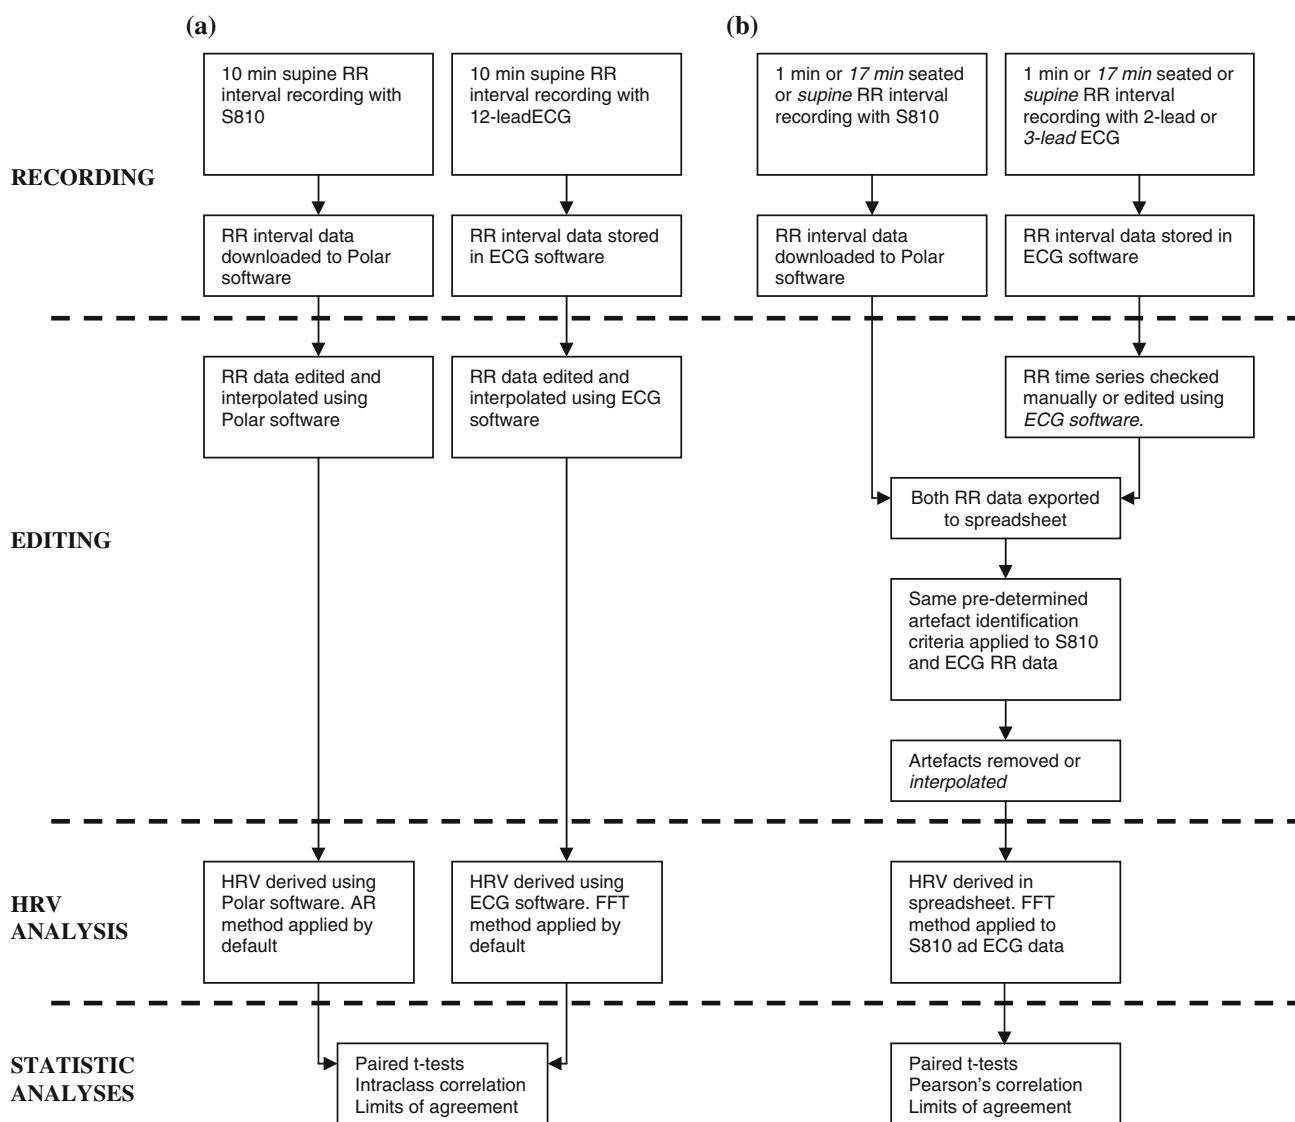 (a)
(b)
RECORDING
10 min supine RR
interval recording with
S810
10 min supine RR
interval recording with
12-leadECG
1 min or 17 min seated
or supine RR interval
recording with S810
1 min or 17 min seated or
supine RR interval
recording with 2-lead or
3-lead ECG
RR interval data
downloaded to Polar
software
RR interval data stored
in ECG software
RR interval data
downloaded to Polar
software
RR interval data stored in
ECG software
EDITING
RR data edited and
interpolated using
Polar software
RR data edited and
interpolated using ECG
software
RR time series checked
manually or edited using
ECG software.
Both RR data exported
to spreadsheet
Same pre-determined
artefact identification
criteria applied to S810
and ECG RR data
Artefacts removed or
interpolated
HRV
ANALYSIS
HRV derived using
Polar software. AR
method applied by
default
HRV derived using
ECG software. FFT
method applied by
default
HRV derived in
spreadsheet. FFT
method applied to
S810 ad ECG data
STATISTIC
ANALYSES
Paired t-tests
Intraclass correlation
Limits of agreement
Paired t-tests
Pearson's correlation
Limits of agreement